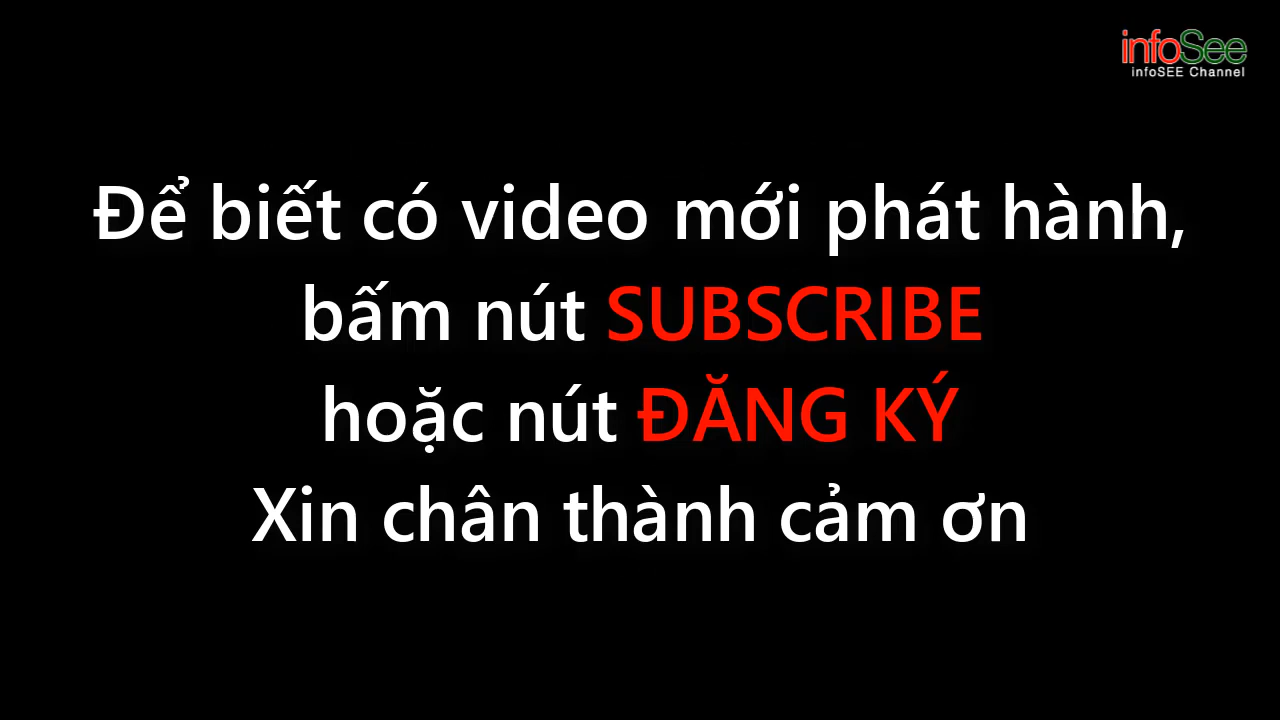 infoSee
infoSEE Channel
Để biết có video mới phát hành,
bấm nút SUBSCRIBE
hoặc nút ĐĂNG KÝ
Xin chân thành cảm ơn